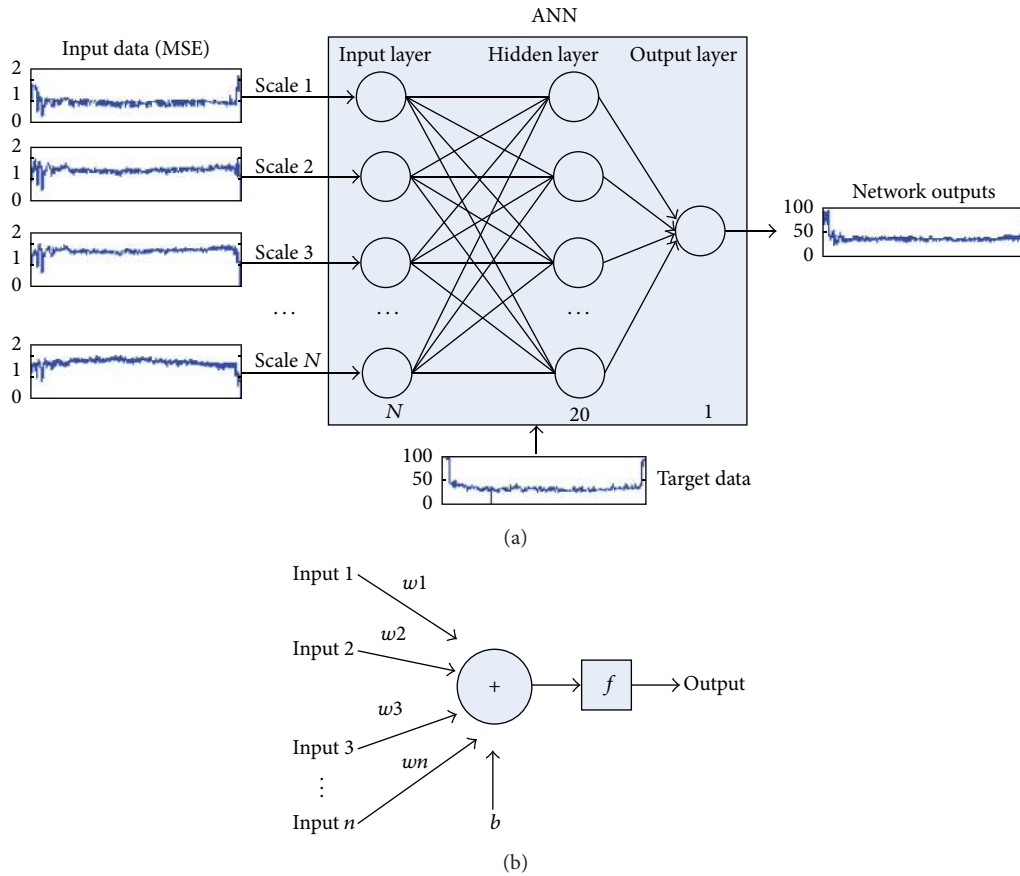 ANN
Input data (MSE)
Input layer
Hidden layer
Output layer
2
1
0
Scale 1
2
1
0
Scale 2
2
1
0
Scale 3
...
...
...
2
1
0
Scale N
N
20
1
Network outputs
100
50
0
100
50
0
Target data
(a)
Input 1
w1
Input 2
w2
w3
Input 3
⋮
wn
Input n
+
f
Output
b
(b)